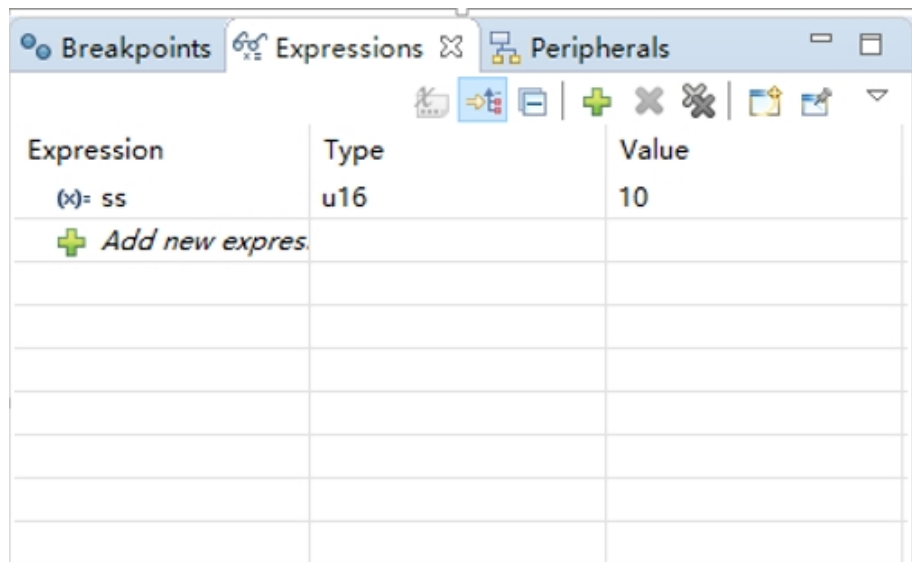 Breakpoints Expressions Peripherals
Expression Type Value
(x)= ss u16 10
Add new expres